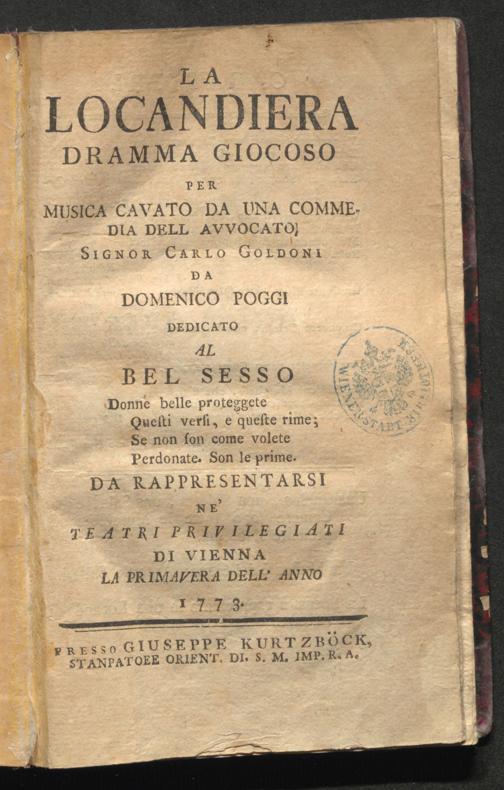 LA
LOCANDIERA
DRAMMA GIOCOSO
PER
MUSICA CAVATO DA UNA COMME-
DIA DELL AVVOCATO;
SIGNOR CARLO GOLDONI
DA
DOMENICO POGGI
DEDICATO
AL
BEL SESSO
Donne belle proteggete
Queſti verſi, e queſte rime;
Se non ſon come volete
Perdonate. Son le prime.
DA RAPPRESENTARSI
NE'
TEATRI PRIVILEGIATI
DI VIENNA
LA PRIMAVERA DELL' ANNO
1773.
PRESSO GIUSEPPE KURTZBÖCK,
STANPATOEE ORIENT. DI. S. M. IMP. R. A.
WIENER STADT